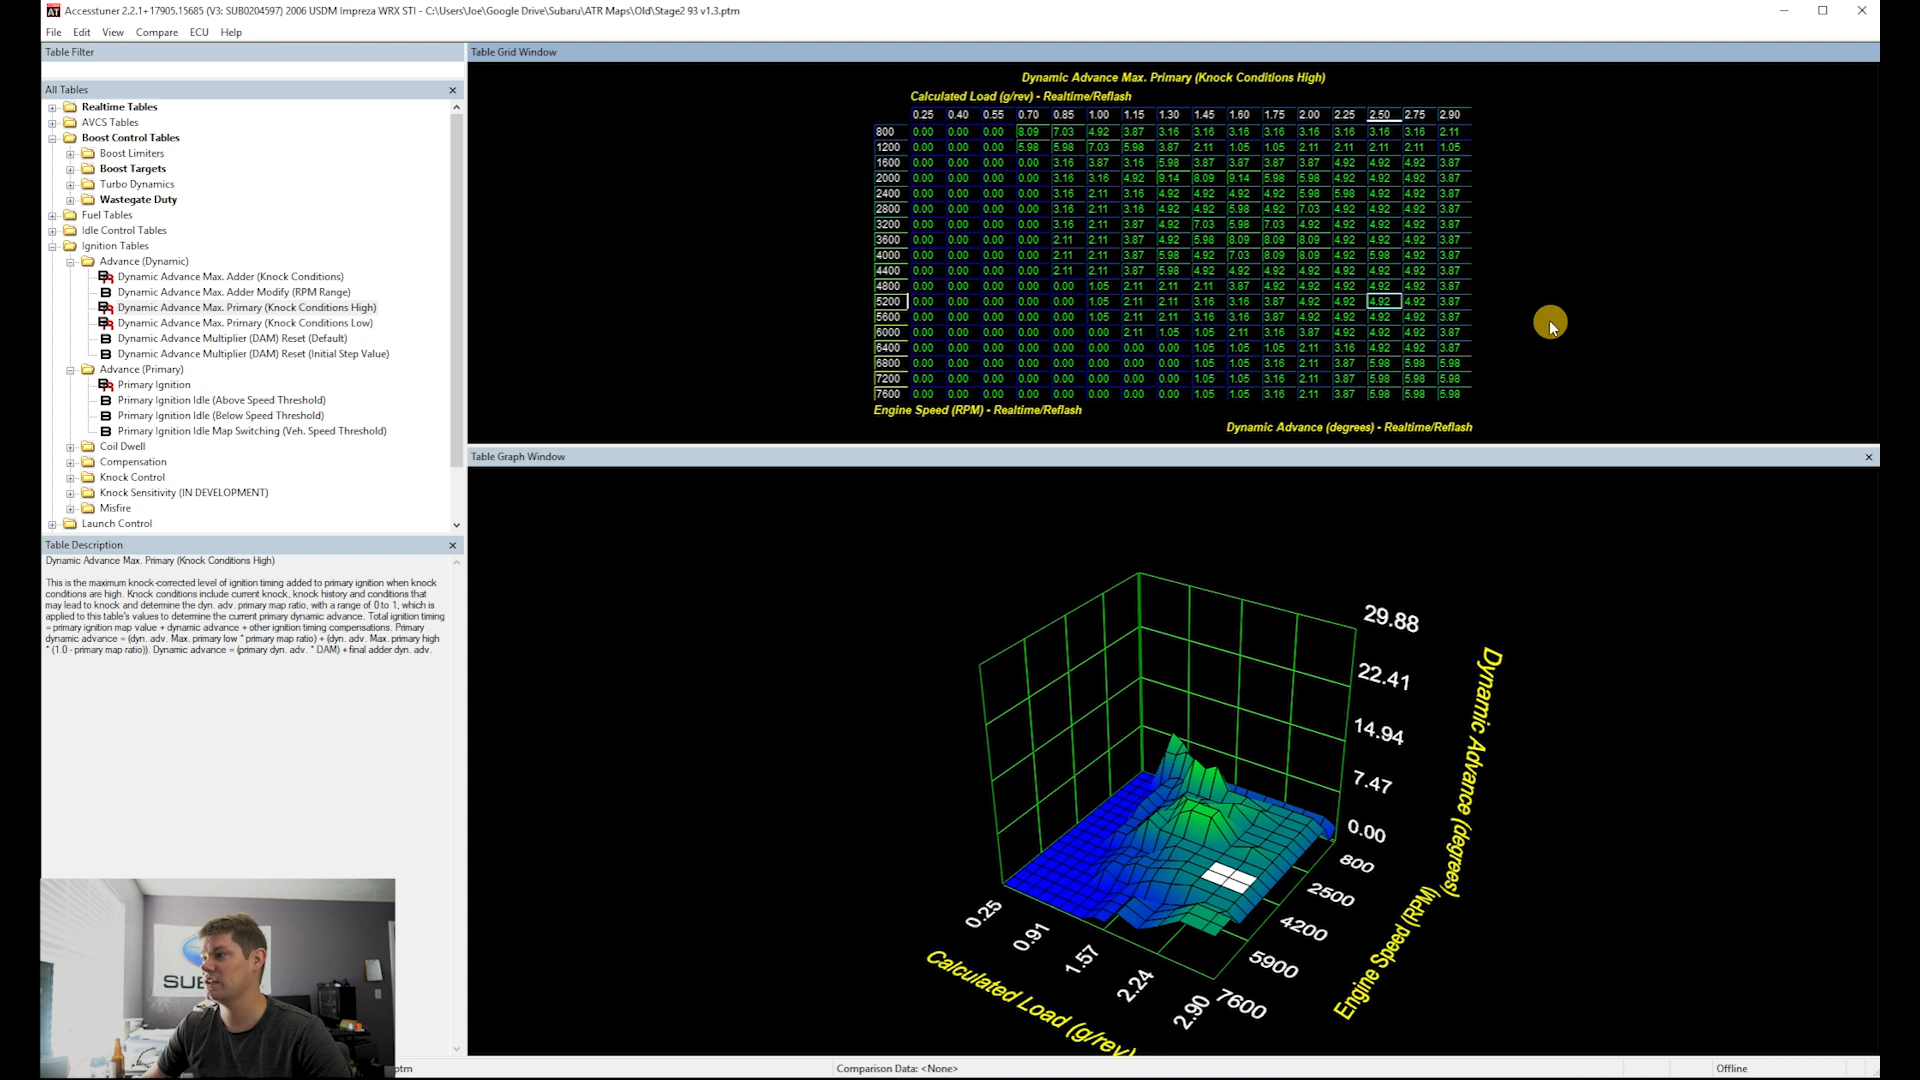 Accesstuner 2.2.1+17905.15685 (V3: SUB0204597) 2006 USDM Impreza WRX STI - C:\Users\Joe\Google Drive\Subaru\ATR Maps\Old\Stage2 93 v1.3.ptm
File Edit View Compare ECU Help
Table Filter
All Tables
Realtime Tables
AVCS Tables
Boost Control Tables
Boost Limiters
Boost Targets
Turbo Dynamics
Wastegate Duty
Fuel Tables
Idle Control Tables
Ignition Tables
Advance (Dynamic)
Dynamic Advance Max. Adder (Knock Conditions)
Dynamic Advance Max. Adder Modify (RPM Range)
Dynamic Advance Max. Primary (Knock Conditions High)
Dynamic Advance Max. Primary (Knock Conditions Low)
Dynamic Advance Multiplier (DAM) Reset (Default)
Dynamic Advance Multiplier (DAM) Reset (Initial Step Value)
Advance (Primary)
Primary Ignition
Primary Ignition Idle (Above Speed Threshold)
Primary Ignition Idle (Below Speed Threshold)
Primary Ignition Idle Map Switching (Veh. Speed Threshold)
Coil Dwell
Compensation
Knock Control
Knock Sensitivity (IN DEVELOPMENT)
Misfire
Launch Control
Table Description
Dynamic Advance Max. Primary (Knock Conditions High)
This is the maximum knock-corrected level of ignition timing added to primary ignition when knock
conditions are high. Knock conditions include current knock, knock history and conditions that
may lead to knock and determine the dyn. adv. primary map ratio, with a range of 0 to 1, which is
applied to this table's values to determine the current primary dynamic advance. Total ignition timing
= primary ignition map value + dynamic advance + other ignition timing compensations. Primary
dynamic advance = (dyn. adv. Max. primary low * primary map ratio) + (dyn. adv. Max. primary high
* (1.0 - primary map ratio)). Dynamic advance = (primary dyn. adv. * DAM) + final adder dyn. adv.
SUB
Table Grid Window
Dynamic Advance Max. Primary (Knock Conditions High)
Calculated Load (g/rev) - Realtime/Reflash
0.25 0.40 0.55 0.70 0.85 1.00 1.15 1.30 1.45 1.60 1.75 2.00 2.25 2.50 2.75 2.90
800 0.00 0.00 0.00 8.09 7.03 4.92 3.87 3.16 3.16 3.16 3.16 3.16 3.16 3.16 3.16 2.11
1200 0.00 0.00 0.00 5.98 5.98 7.03 5.98 3.87 2.11 1.05 1.05 2.11 2.11 2.11 2.11 1.05
1600 0.00 0.00 0.00 0.00 3.16 3.87 3.16 5.98 3.87 3.87 3.87 3.87 4.92 4.92 4.92 3.87
2000 0.00 0.00 0.00 0.00 3.16 3.16 4.92 9.14 8.09 9.14 5.98 5.98 4.92 4.92 4.92 3.87
2400 0.00 0.00 0.00 0.00 3.16 2.11 3.16 4.92 4.92 4.92 4.92 5.98 5.98 4.92 4.92 3.87
2800 0.00 0.00 0.00 0.00 3.16 2.11 3.16 4.92 4.92 5.98 4.92 7.03 4.92 4.92 4.92 3.87
3200 0.00 0.00 0.00 0.00 3.16 2.11 3.87 4.92 7.03 5.98 7.03 4.92 4.92 4.92 4.92 3.87
3600 0.00 0.00 0.00 0.00 2.11 2.11 3.87 4.92 5.98 8.09 8.09 8.09 4.92 4.92 4.92 3.87
4000 0.00 0.00 0.00 0.00 2.11 2.11 3.87 5.98 4.92 7.03 8.09 8.09 4.92 5.98 4.92 3.87
4400 0.00 0.00 0.00 0.00 2.11 2.11 3.87 5.98 4.92 4.92 4.92 4.92 4.92 4.92 4.92 3.87
4800 0.00 0.00 0.00 0.00 0.00 1.05 2.11 2.11 2.11 3.87 4.92 4.92 4.92 4.92 4.92 3.87
5200 0.00 0.00 0.00 0.00 0.00 1.05 2.11 2.11 3.16 3.16 3.87 4.92 4.92 4.92 4.92 3.87
5600 0.00 0.00 0.00 0.00 0.00 1.05 2.11 2.11 3.16 3.16 3.87 4.92 4.92 4.92 4.92 3.87
6000 0.00 0.00 0.00 0.00 0.00 0.00 2.11 1.05 1.05 2.11 3.16 3.87 4.92 4.92 4.92 3.87
6400 0.00 0.00 0.00 0.00 0.00 0.00 0.00 0.00 1.05 1.05 1.05 2.11 3.16 4.92 4.92 3.87
6800 0.00 0.00 0.00 0.00 0.00 0.00 0.00 0.00 1.05 1.05 3.16 2.11 3.87 5.98 5.98 5.98
7200 0.00 0.00 0.00 0.00 0.00 0.00 0.00 0.00 1.05 1.05 3.16 2.11 3.87 5.98 5.98 5.98
7600 0.00 0.00 0.00 0.00 0.00 0.00 0.00 0.00 1.05 1.05 3.16 2.11 3.87 5.98 5.98 5.98
Engine Speed (RPM) - Realtime/Reflash
Dynamic Advance (degrees) - Realtime/Reflash
Table Graph Window
29.88
22.41
14.94
7.47
0.00
Dynamic Advance (degrees)
800
2500
4200
5900
7600
Engine Speed (RPM)
0.25
0.91
1.57
2.24
2.90
Calculated Load (g/rev)
ptm
Comparison Data: <None>
Offline